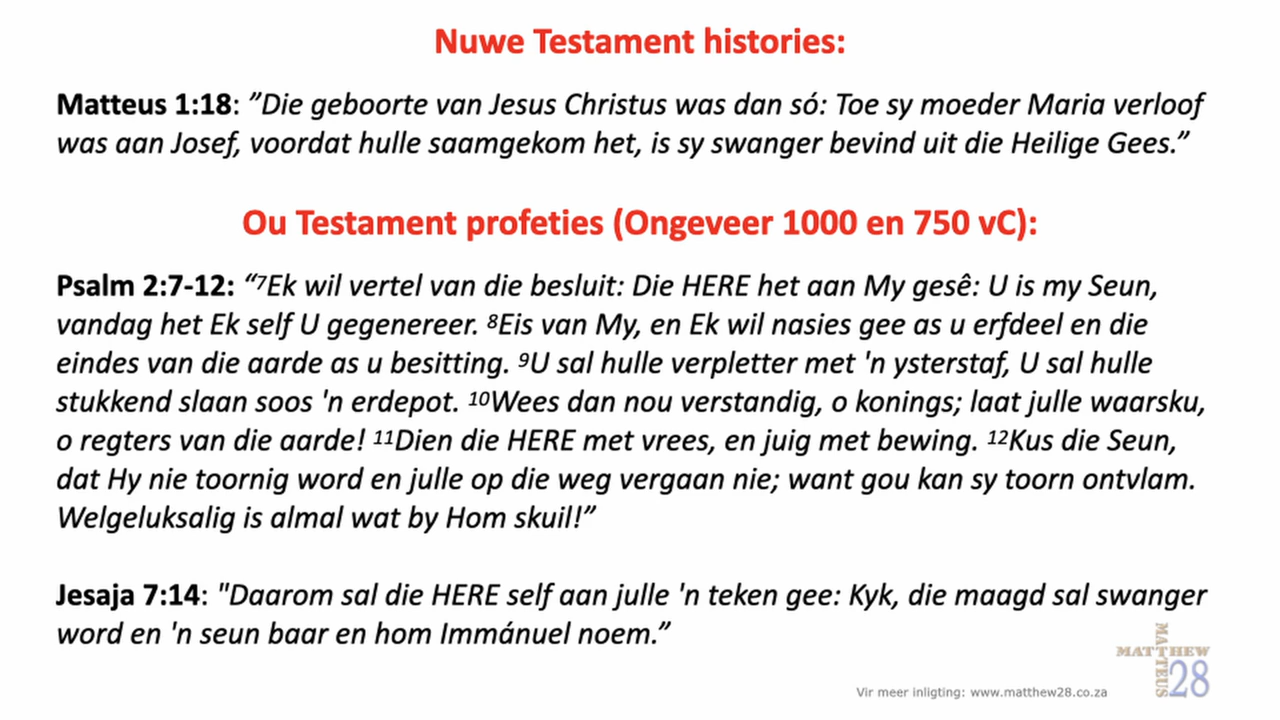 Nuwe Testament histories:
Matteus 1:18: ”Die geboorte van Jesus Christus was dan só: Toe sy moeder Maria verloof
was aan Josef, voordat hulle saamgekom het, is sy swanger bevind uit die Heilige Gees.”
Ou Testament profeties (Ongeveer 1000 en 750 vC):
Psalm 2:7-12: “⁷Ek wil vertel van die besluit: Die HERE het aan My gesê: U is my Seun,
vandag het Ek self U gegenereer. ⁸Eis van My, en Ek wil nasies gee as u erfdeel en die
eindes van die aarde as u besitting. ⁹U sal hulle verpletter met 'n ysterstaf, U sal hulle
stukkend slaan soos 'n erdepot. ¹⁰Wees dan nou verstandig, o konings; laat julle waarsku,
o regters van die aarde! ¹¹Dien die HERE met vrees, en juig met bewing. ¹²Kus die Seun,
dat Hy nie toornig word en julle op die weg vergaan nie; want gou kan sy toorn ontvlam.
Welgeluksalig is almal wat by Hom skuil!”
Jesaja 7:14: "Daarom sal die HERE self aan julle 'n teken gee: Kyk, die maagd sal swanger
word en 'n seun baar en hom Immánuel noem.”
Vir meer inligting: www.matthew28.co.za
MATTHEW
MATTEUS
28